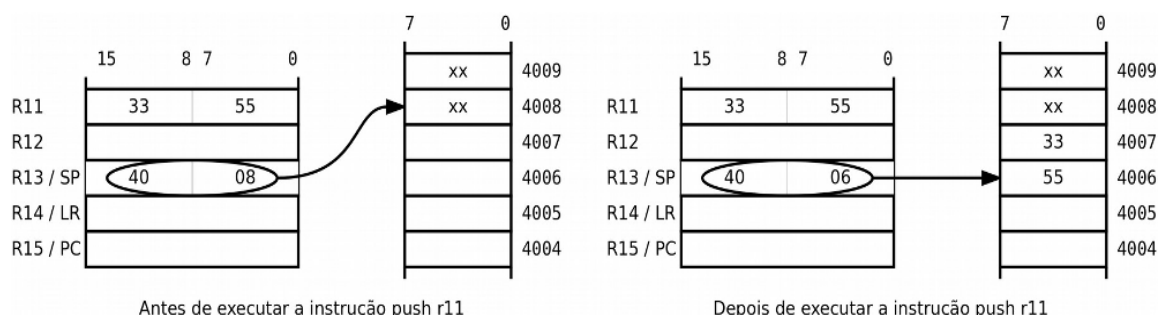 7 0
15 8 7 0
xx 4009
R11 33 55 xx 4008
R12 4007
R13 / SP 40 08 4006
R14 / LR 4005
R15 / PC 4004
Antes de executar a instrução push r11
7 0
15 8 7 0
xx 4009
R11 33 55 xx 4008
R12 33 4007
R13 / SP 40 06 55 4006
R14 / LR 4005
R15 / PC 4004
Depois de executar a instrução push r11